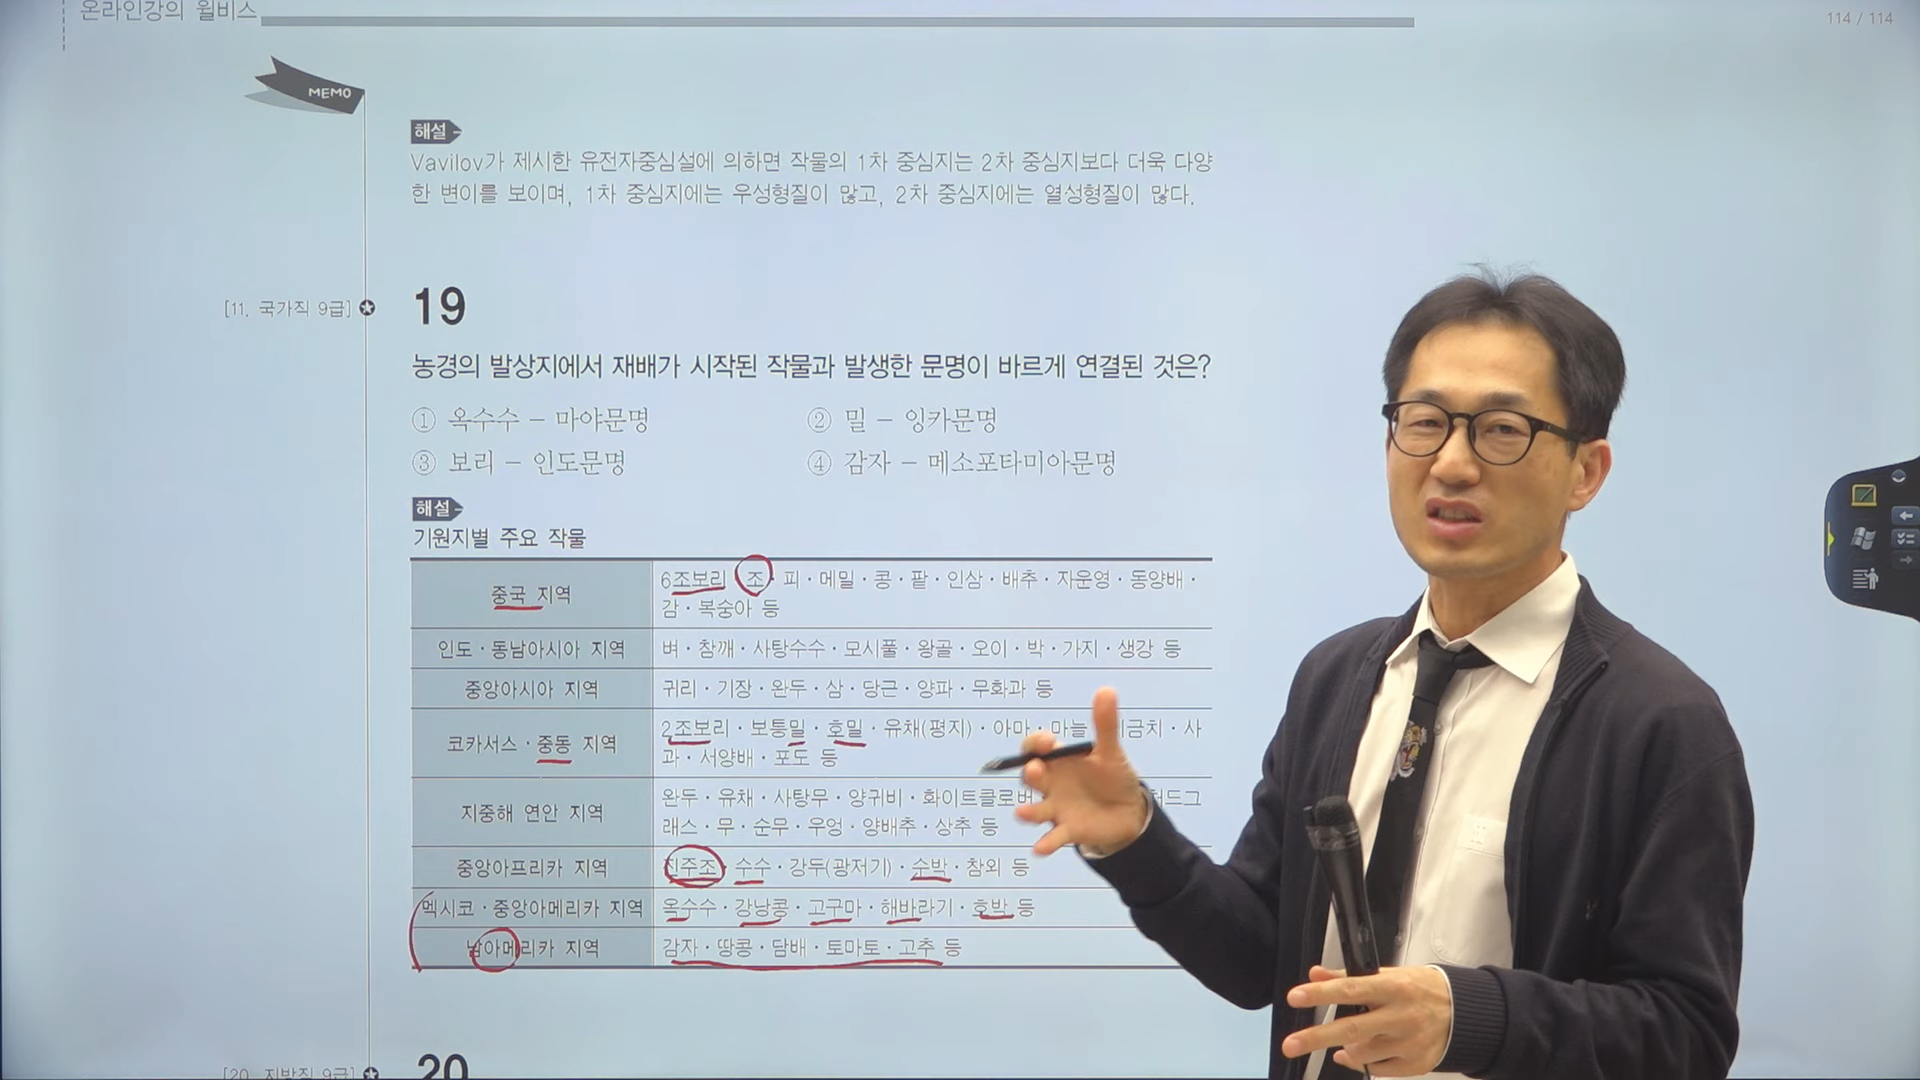 온라인강의 윌비스
114 / 114
MEMO
해설
Vavilov가 제시한 유전자중심설에 의하면 작물의 1차 중심지는 2차 중심지보다 더욱 다양
한 변이를 보이며, 1차 중심지에는 우성형질이 많고, 2차 중심지에는 열성형질이 많다.
[11. 국가직 9급]
19
농경의 발상지에서 재배가 시작된 작물과 발생한 문명이 바르게 연결된 것은?
① 옥수수 – 마야문명
② 밀 – 잉카문명
③ 보리 – 인도문명
④ 감자 – 메소포타미아문명
해설
기원지별 주요 작물
중국 지역
6조보리 조 · 피 · 메밀 · 콩 · 팥 · 인삼 · 배추 · 자운영 · 동양배 ·
감 · 복숭아 등
인도 · 동남아시아 지역
벼 · 참깨 · 사탕수수 · 모시풀 · 왕골 · 오이 · 박 · 가지 · 생강 등
중앙아시아 지역
귀리 · 기장 · 완두 · 삼 · 당근 · 양파 · 무화과 등
코카서스 · 중동 지역
2조보리 · 보통밀 · 호밀 · 유채(평지) · 아마 · 마늘 금치 · 사
과 · 서양배 · 포도 등
지중해 연안 지역
완두 · 유채 · 사탕무 · 양귀비 · 화이트클로버 처드그
래스 · 무 · 순무 · 우엉 · 양배추 · 상추 등
중앙아프리카 지역
진주조 · 수수 · 강두(광저기) · 수박 · 참외 등
멕시코 · 중앙아메리카 지역
옥수수 · 강낭콩 · 고구마 · 해바라기 · 호박 등
남아메리카 지역
감자 · 땅콩 · 담배 · 토마토 · 고추 등
[20. 지방직 9급]
20